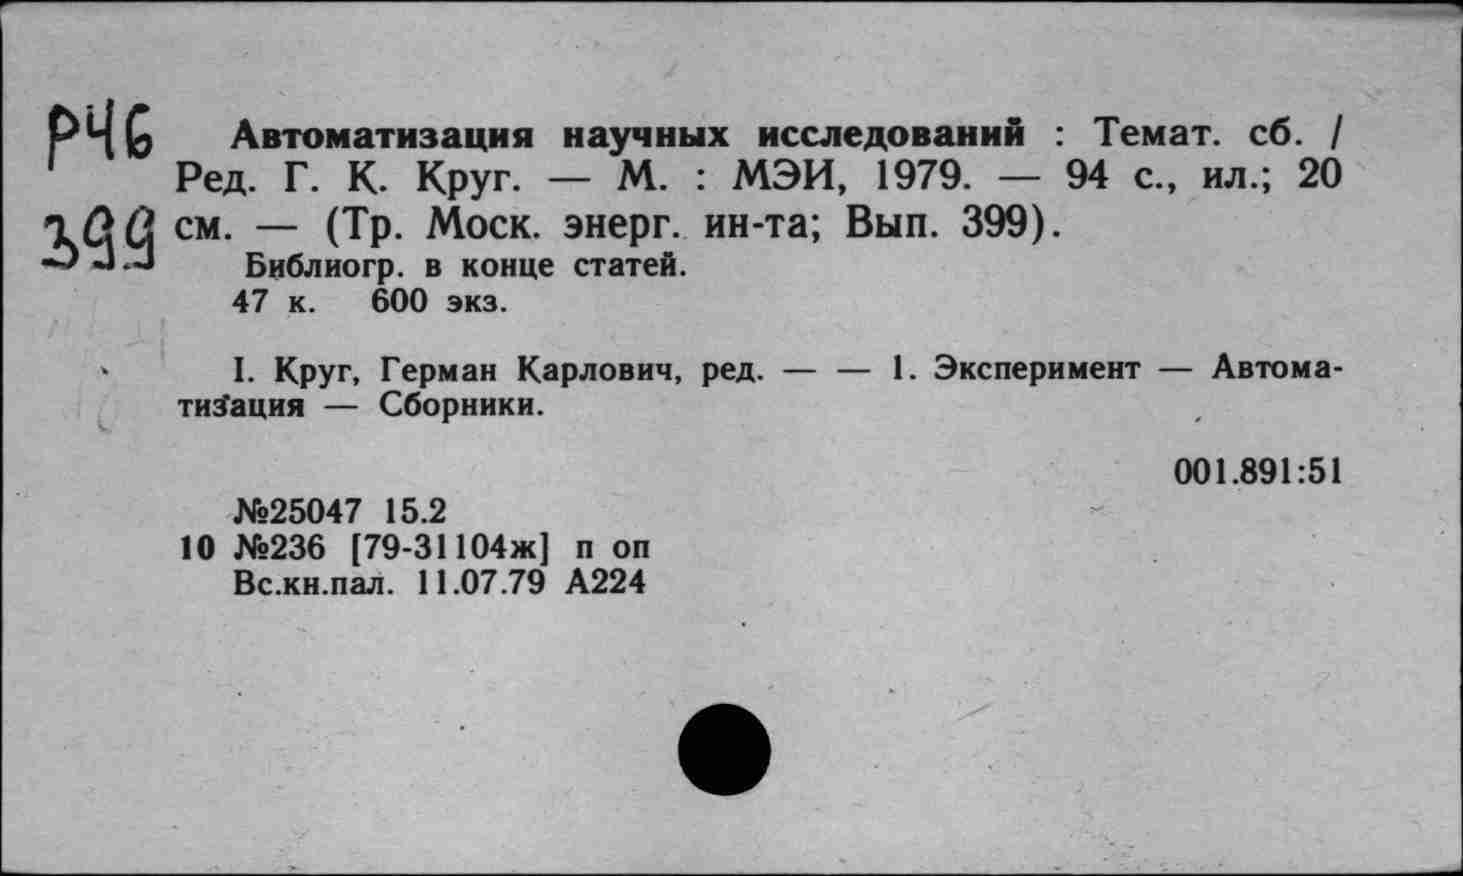 Р46
399
Автоматизация научных исследований : Темат. сб. /
Ред. Г. К. Круг. — М. : МЭИ, 1979. — 94 с., ил.; 20
см. — (Тр. Моск. энерг. ин-та; Вып. 399).
Библиогр. в конце статей.
47 к. 600 экз.
I. Круг, Герман Карлович, ред. — — 1. Эксперимент — Автома-
тизация — Сборники.
001.891:51
№25047 15.2
10 №236 [79-31104ж] п оп
Вс.кн.пал. 11.07.79 А224